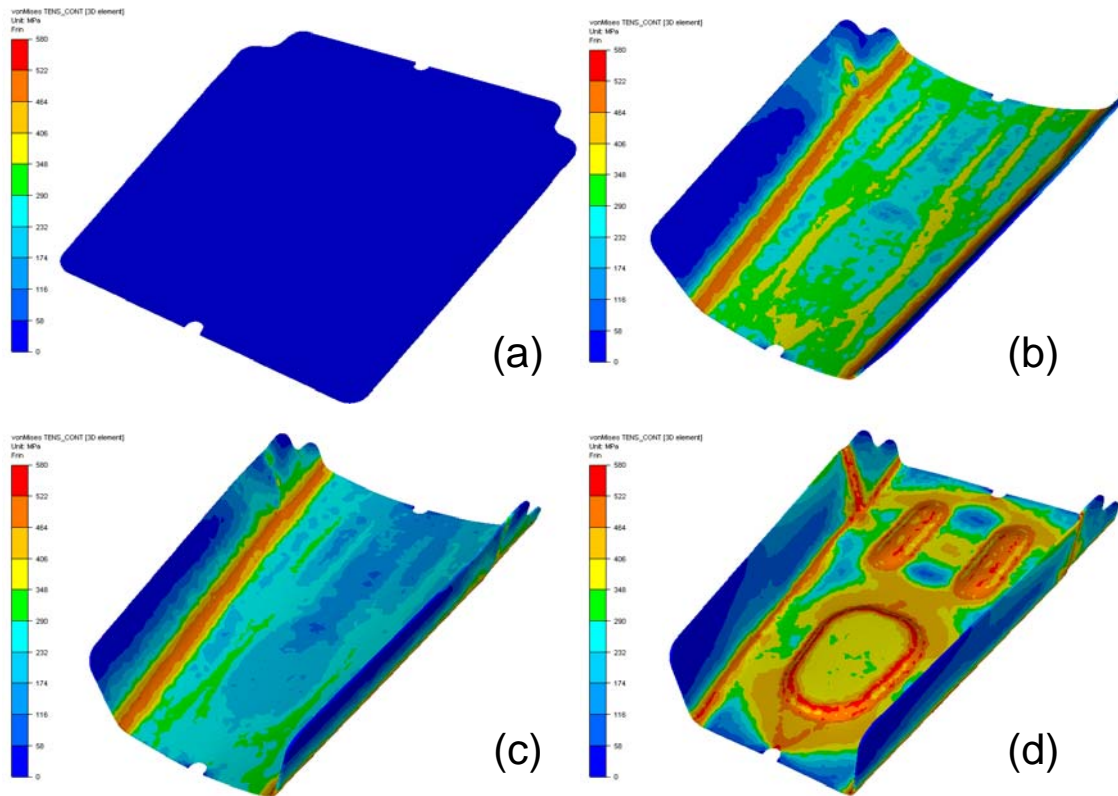 vonMises TENS_CONT [3D element]
Unit: MPa
Frin
580
522
464
406
348
290
232
174
116
58
0
(a)
vonMises TENS_CONT [3D element]
Unit: MPa
Frin
580
522
464
406
348
290
232
174
116
58
0
(b)
vonMises TENS_CONT [3D element]
Unit: MPa
Frin
580
522
464
406
348
290
232
174
116
58
0
(c)
vonMises TENS_CONT [3D element]
Unit: MPa
Frin
580
522
464
406
348
290
232
174
116
58
0
(d)